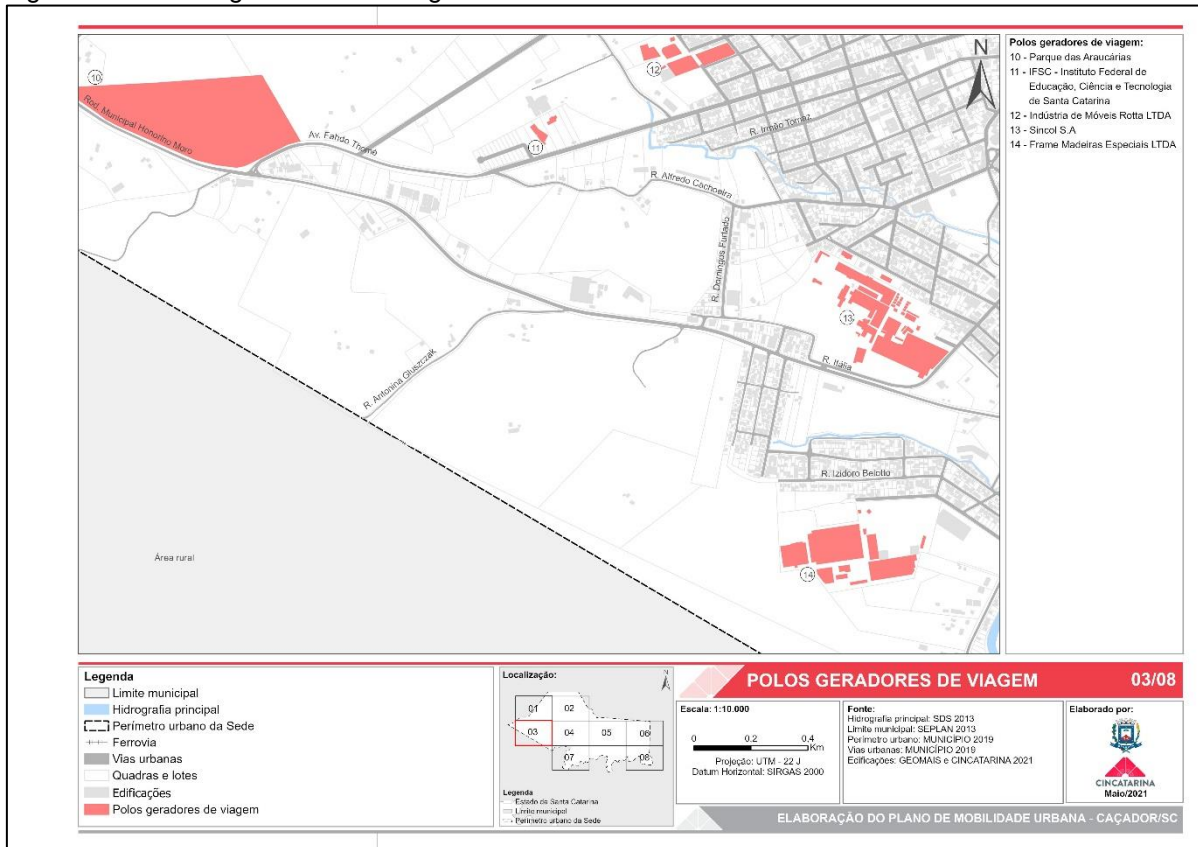 N
Polos geradores de viagem:
10 - Parque das Araucárias
11 - IFSC - Instituto Federal de
Educação, Ciência e Tecnologia
de Santa Catarina
12 - Indústria de Móveis Rotta LTDA
13 - Sincol S.A
14 - Frame Madeiras Especiais LTDA
10
Rod. Municipal Honorino Moro
Av. Fahdo Thomé
11
12
R. Irmão Tomaz
R. Alfredo Cachoeira
R. Domingos Furtado
13
R. Itália
R. Antonina Gluszczak
R. Izidoro Belotto
14
Área rural
Legenda
Limite municipal
Hidrografia principal
Perímetro urbano da Sede
Ferrovia
Vias urbanas
Quadras e lotes
Edificações
Polos geradores de viagem
Localização:
N
01 02
03 04 05 06
07 08
Legenda
Estado de Santa Catarina
Limite municipal
Perímetro urbano da Sede
POLOS GERADORES DE VIAGEM 03/08
Escala: 1:10.000
0 0.2 0.4
Km
Projeção: UTM - 22 J
Datum Horizontal: SIRGAS 2000
Fonte:
Hidrografia principal: SDS 2013
Limite municipal: SEPLAN 2013
Perímetro urbano: MUNICÍPIO 2019
Vias urbanas: MUNICÍPIO 2019
Edificações: GEOMAIS e CINCATARINA 2021
Elaborado por:
CINCATARINA
Maio/2021
ELABORAÇÃO DO PLANO DE MOBILIDADE URBANA - CAÇADOR/SC